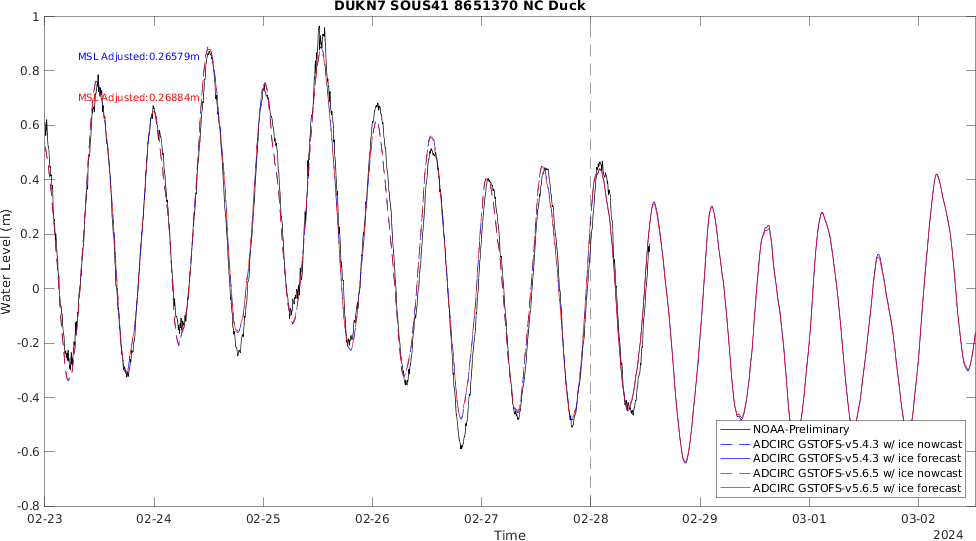 DUKN7 SOUS41 8651370 NC Duck
MSL Adjusted:0.26579m
MSL Adjusted:0.26884m
1
0.8
0.6
0.4
0.2
0
-0.2
-0.4
-0.6
-0.8
Water Level (m)
NOAA-Preliminary
ADCIRC GSTOFS-v5.4.3 w/ ice nowcast
ADCIRC GSTOFS-v5.4.3 w/ ice forecast
ADCIRC GSTOFS-v5.6.5 w/ ice nowcast
ADCIRC GSTOFS-v5.6.5 w/ ice forecast
02-23 02-24 02-25 02-26 02-27 02-28 02-29 03-01 03-02
Time
2024